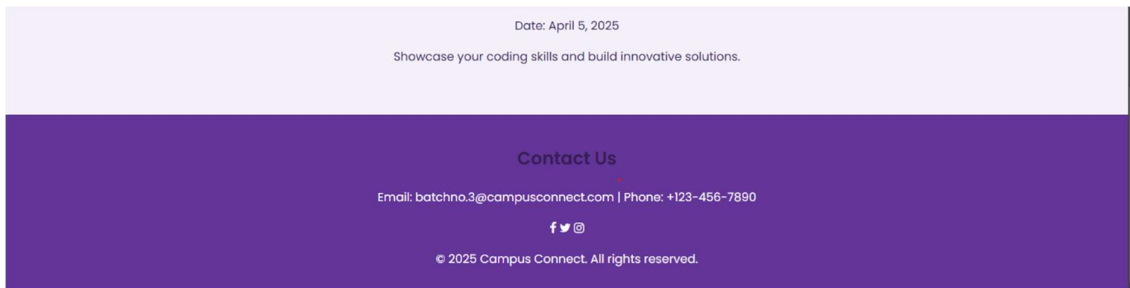 Date: April 5, 2025
Showcase your coding skills and build innovative solutions.
Contact Us
Email: batchno.3@campusconnect.com | Phone: +123-456-7890
© 2025 Campus Connect. All rights reserved.